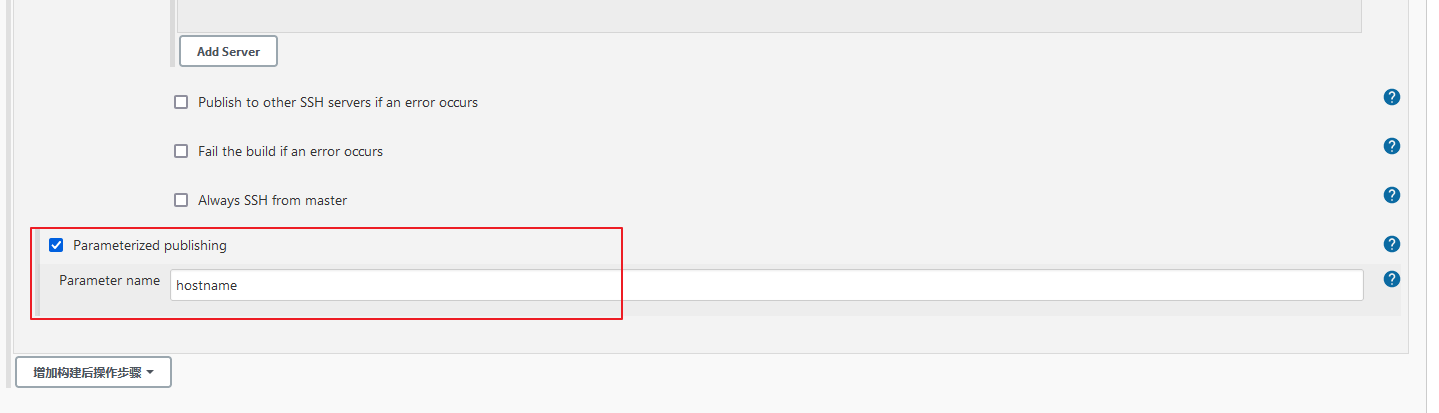 Add Server
Publish to other SSH servers if an error occurs
?
Fail the build if an error occurs
?
Always SSH from master
?
Parameterized publishing
?
Parameter name
hostname
?
增加构建后操作步骤